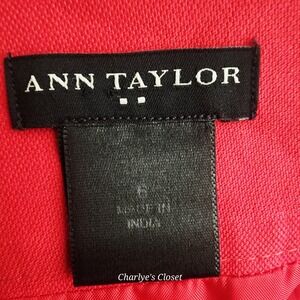 ANN TAYLOR
6
MADE IN
INDIA
Charlye's Closet